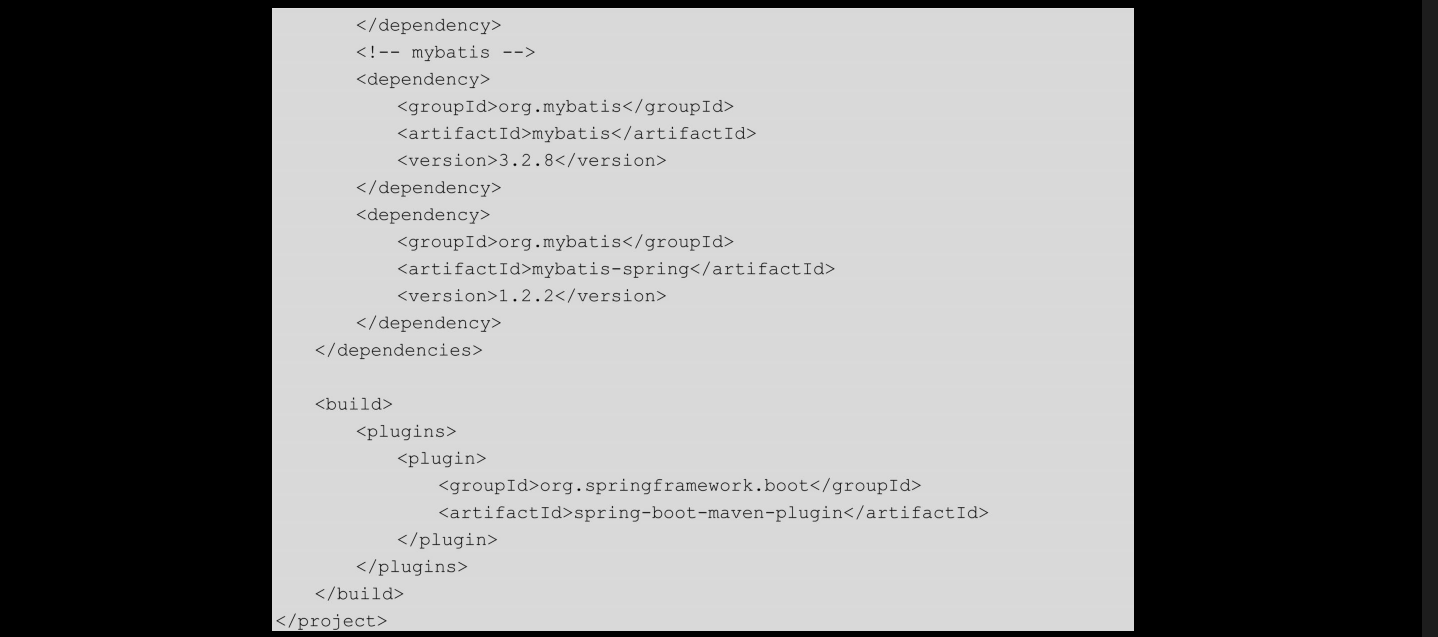 </dependency>
<!-- mybatis -->
<dependency>
<groupId>org.mybatis</groupId>
<artifactId>mybatis</artifactId>
<version>3.2.8</version>
</dependency>
<dependency>
<groupId>org.mybatis</groupId>
<artifactId>mybatis-spring</artifactId>
<version>1.2.2</version>
</dependency>
</dependencies>
<build>
<plugins>
<plugin>
<groupId>org.springframework.boot</groupId>
<artifactId>spring-boot-maven-plugin</artifactId>
</plugin>
</plugins>
</build>
</project>